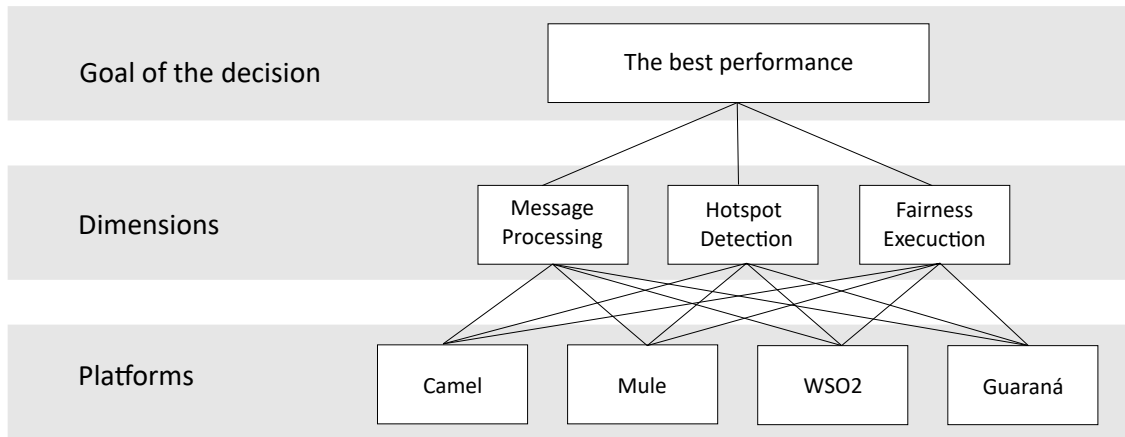 Goal of the decision
The best performance
Dimensions
Message
Processing
Hotspot
Detection
Fairness
Execuction
Platforms
Camel
Mule
WSO2
Guaraná